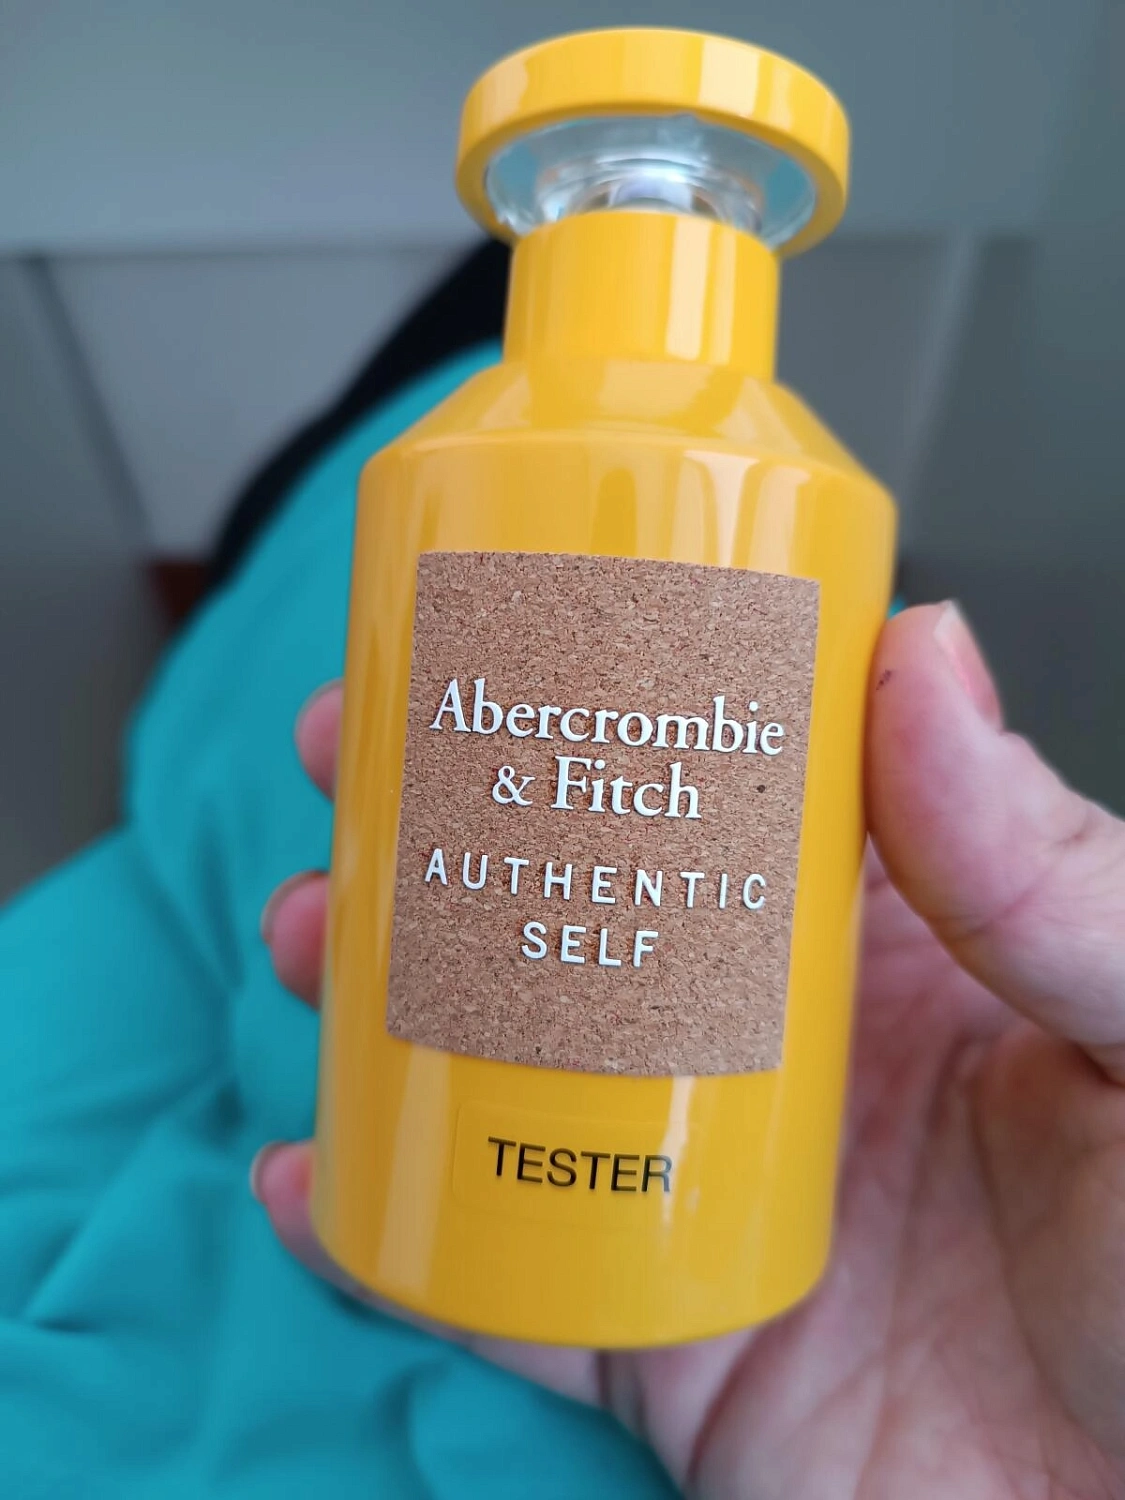 Abercrombie
& Fitch
AUTHENTIC
SELF
TESTER